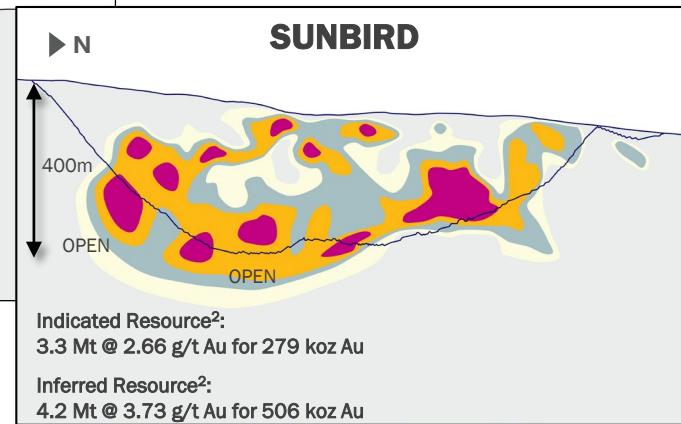 SUNBIRD
N
400m
OPEN
OPEN
Indicated Resource²:
3.3 Mt @ 2.66 g/t Au for 279 koz Au
Inferred Resource²:
4.2 Mt @ 3.73 g/t Au for 506 koz Au